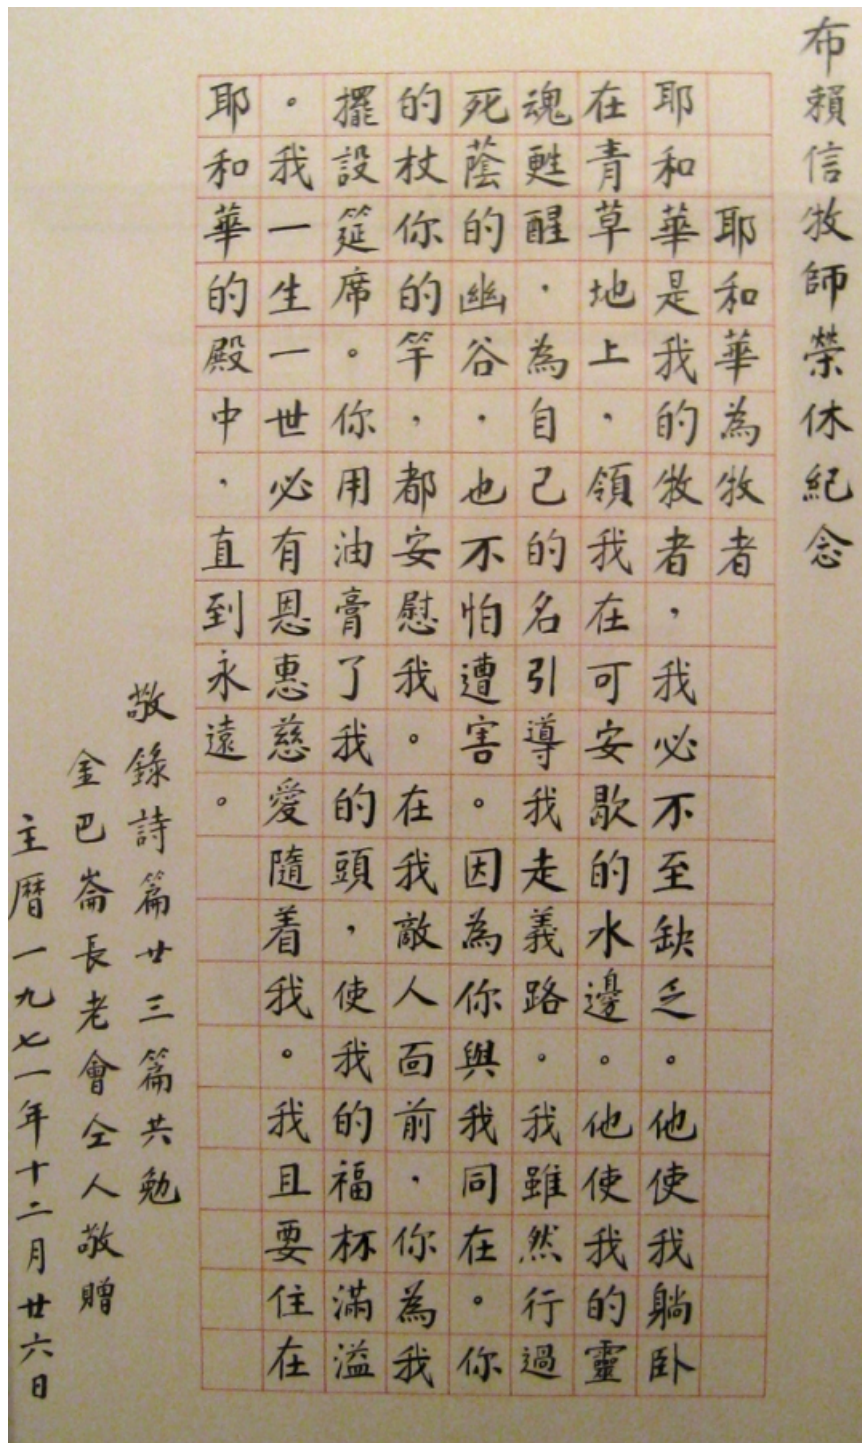 布賴信牧師榮休紀念
耶和華為牧者
耶和華是我的牧者，我必不至缺乏。他使我躺臥
在青草地上，領我在可安歇的水邊。他使我的靈
魂甦醒，為自己的名引導我走義路。我雖然行過
死蔭的幽谷，也不怕遭害。因為你與我同在。你
的杖你的竿，都安慰我。在我敵人面前，你為我
擺設筵席。你用油膏了我的頭，使我的福杯滿溢
。我一生一世必有恩惠慈愛隨着我。我且要住在
耶和華的殿中，直到永遠。
敬錄詩篇廿三篇共勉
金巴崙長老會仝人敬贈
主曆一九七一年十二月廿六日